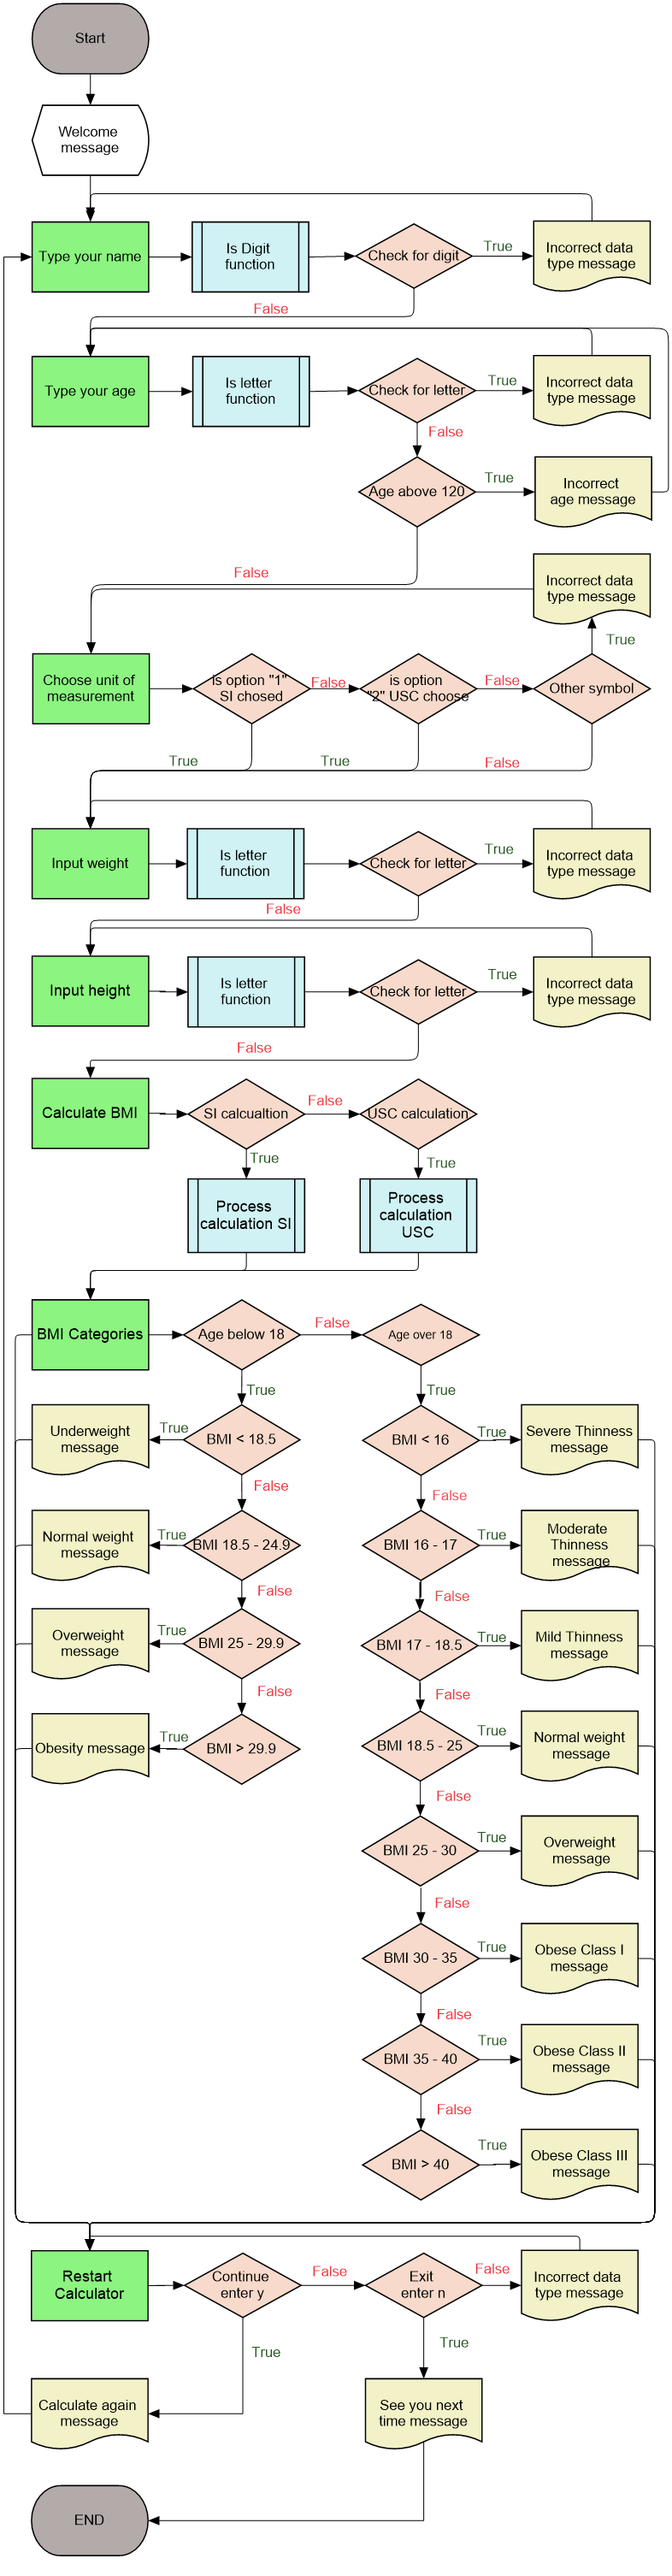 Start
Welcome
message
Type your name
Is Digit
function
Check for digit
True
Incorrect data
type message
False
Type your age
Is letter
function
Check for letter
True
Incorrect data
type message
False
Age above 120
True
Incorrect
age message
False
Incorrect data
type message
True
Choose unit of
measurement
is option "1"
SI chosed
False
is option
"2" USC choose
False
Other symbol
True
True
False
Input weight
Is letter
function
Check for letter
True
Incorrect data
type message
False
Input height
Is letter
function
Check for letter
True
Incorrect data
type message
False
Calculate BMI
SI calcualtion
False
USC calculation
True
True
Process
calculation SI
Process
calculation
USC
BMI Categories
Age below 18
False
Age over 18
True
True
Underweight
message
True
BMI < 18.5
BMI < 16
True
Severe Thinness
message
False
False
Normal weight
message
True
BMI 18.5 - 24.9
BMI 16 - 17
True
Moderate
Thinness
message
False
False
Overweight
message
True
BMI 25 - 29.9
BMI 17 - 18.5
True
Mild Thinness
message
False
False
Obesity message
True
BMI > 29.9
BMI 18.5 - 25
True
Normal weight
message
False
BMI 25 - 30
True
Overweight
message
False
BMI 30 - 35
True
Obese Class I
message
False
BMI 35 - 40
True
Obese Class II
message
False
BMI > 40
True
Obese Class III
message
Restart
Calculator
Continue
enter y
False
Exit
enter n
False
Incorrect data
type message
True
True
Calculate again
message
See you next
time message
END